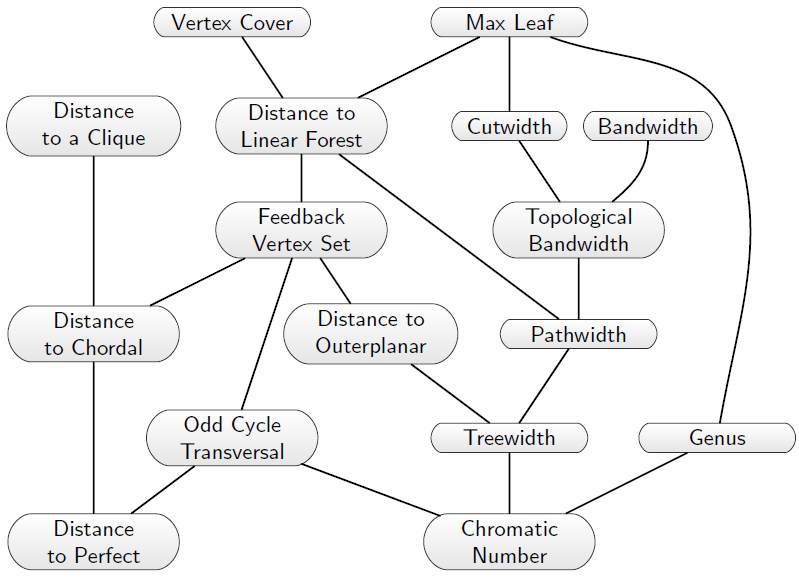 Vertex Cover
Max Leaf
Distance
to a Clique
Distance to
Linear Forest
Cutwidth
Bandwidth
Feedback
Vertex Set
Topological
Bandwidth
Distance
to Chordal
Distance to
Outerplanar
Pathwidth
Odd Cycle
Transversal
Treewidth
Genus
Distance
to Perfect
Chromatic
Number